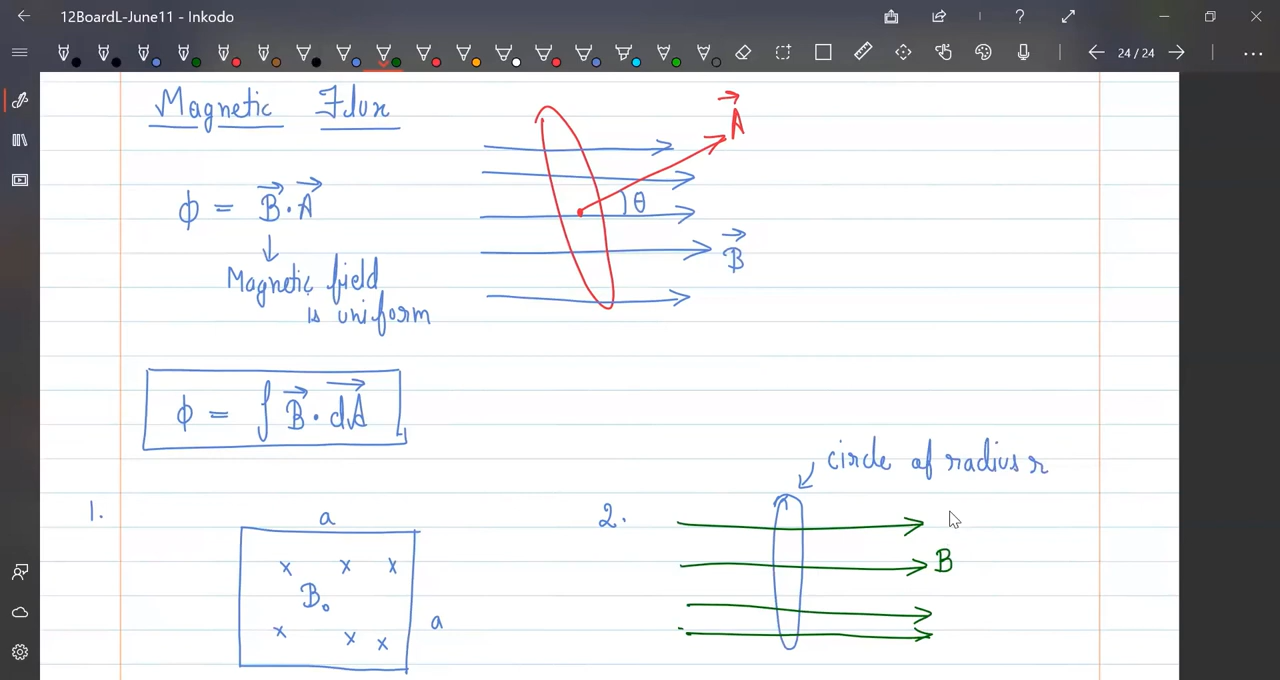 12BoardL-June11 - Inkodo
24 / 24
Magnetic Flux
A
ϕ = B⃗ . A⃗
θ
B⃗
Magnetic field
is uniform
ϕ = ∫ B⃗ . dA⃗
circle of radius r
1.
a
2.
x x x
B
B₀
a
x x x